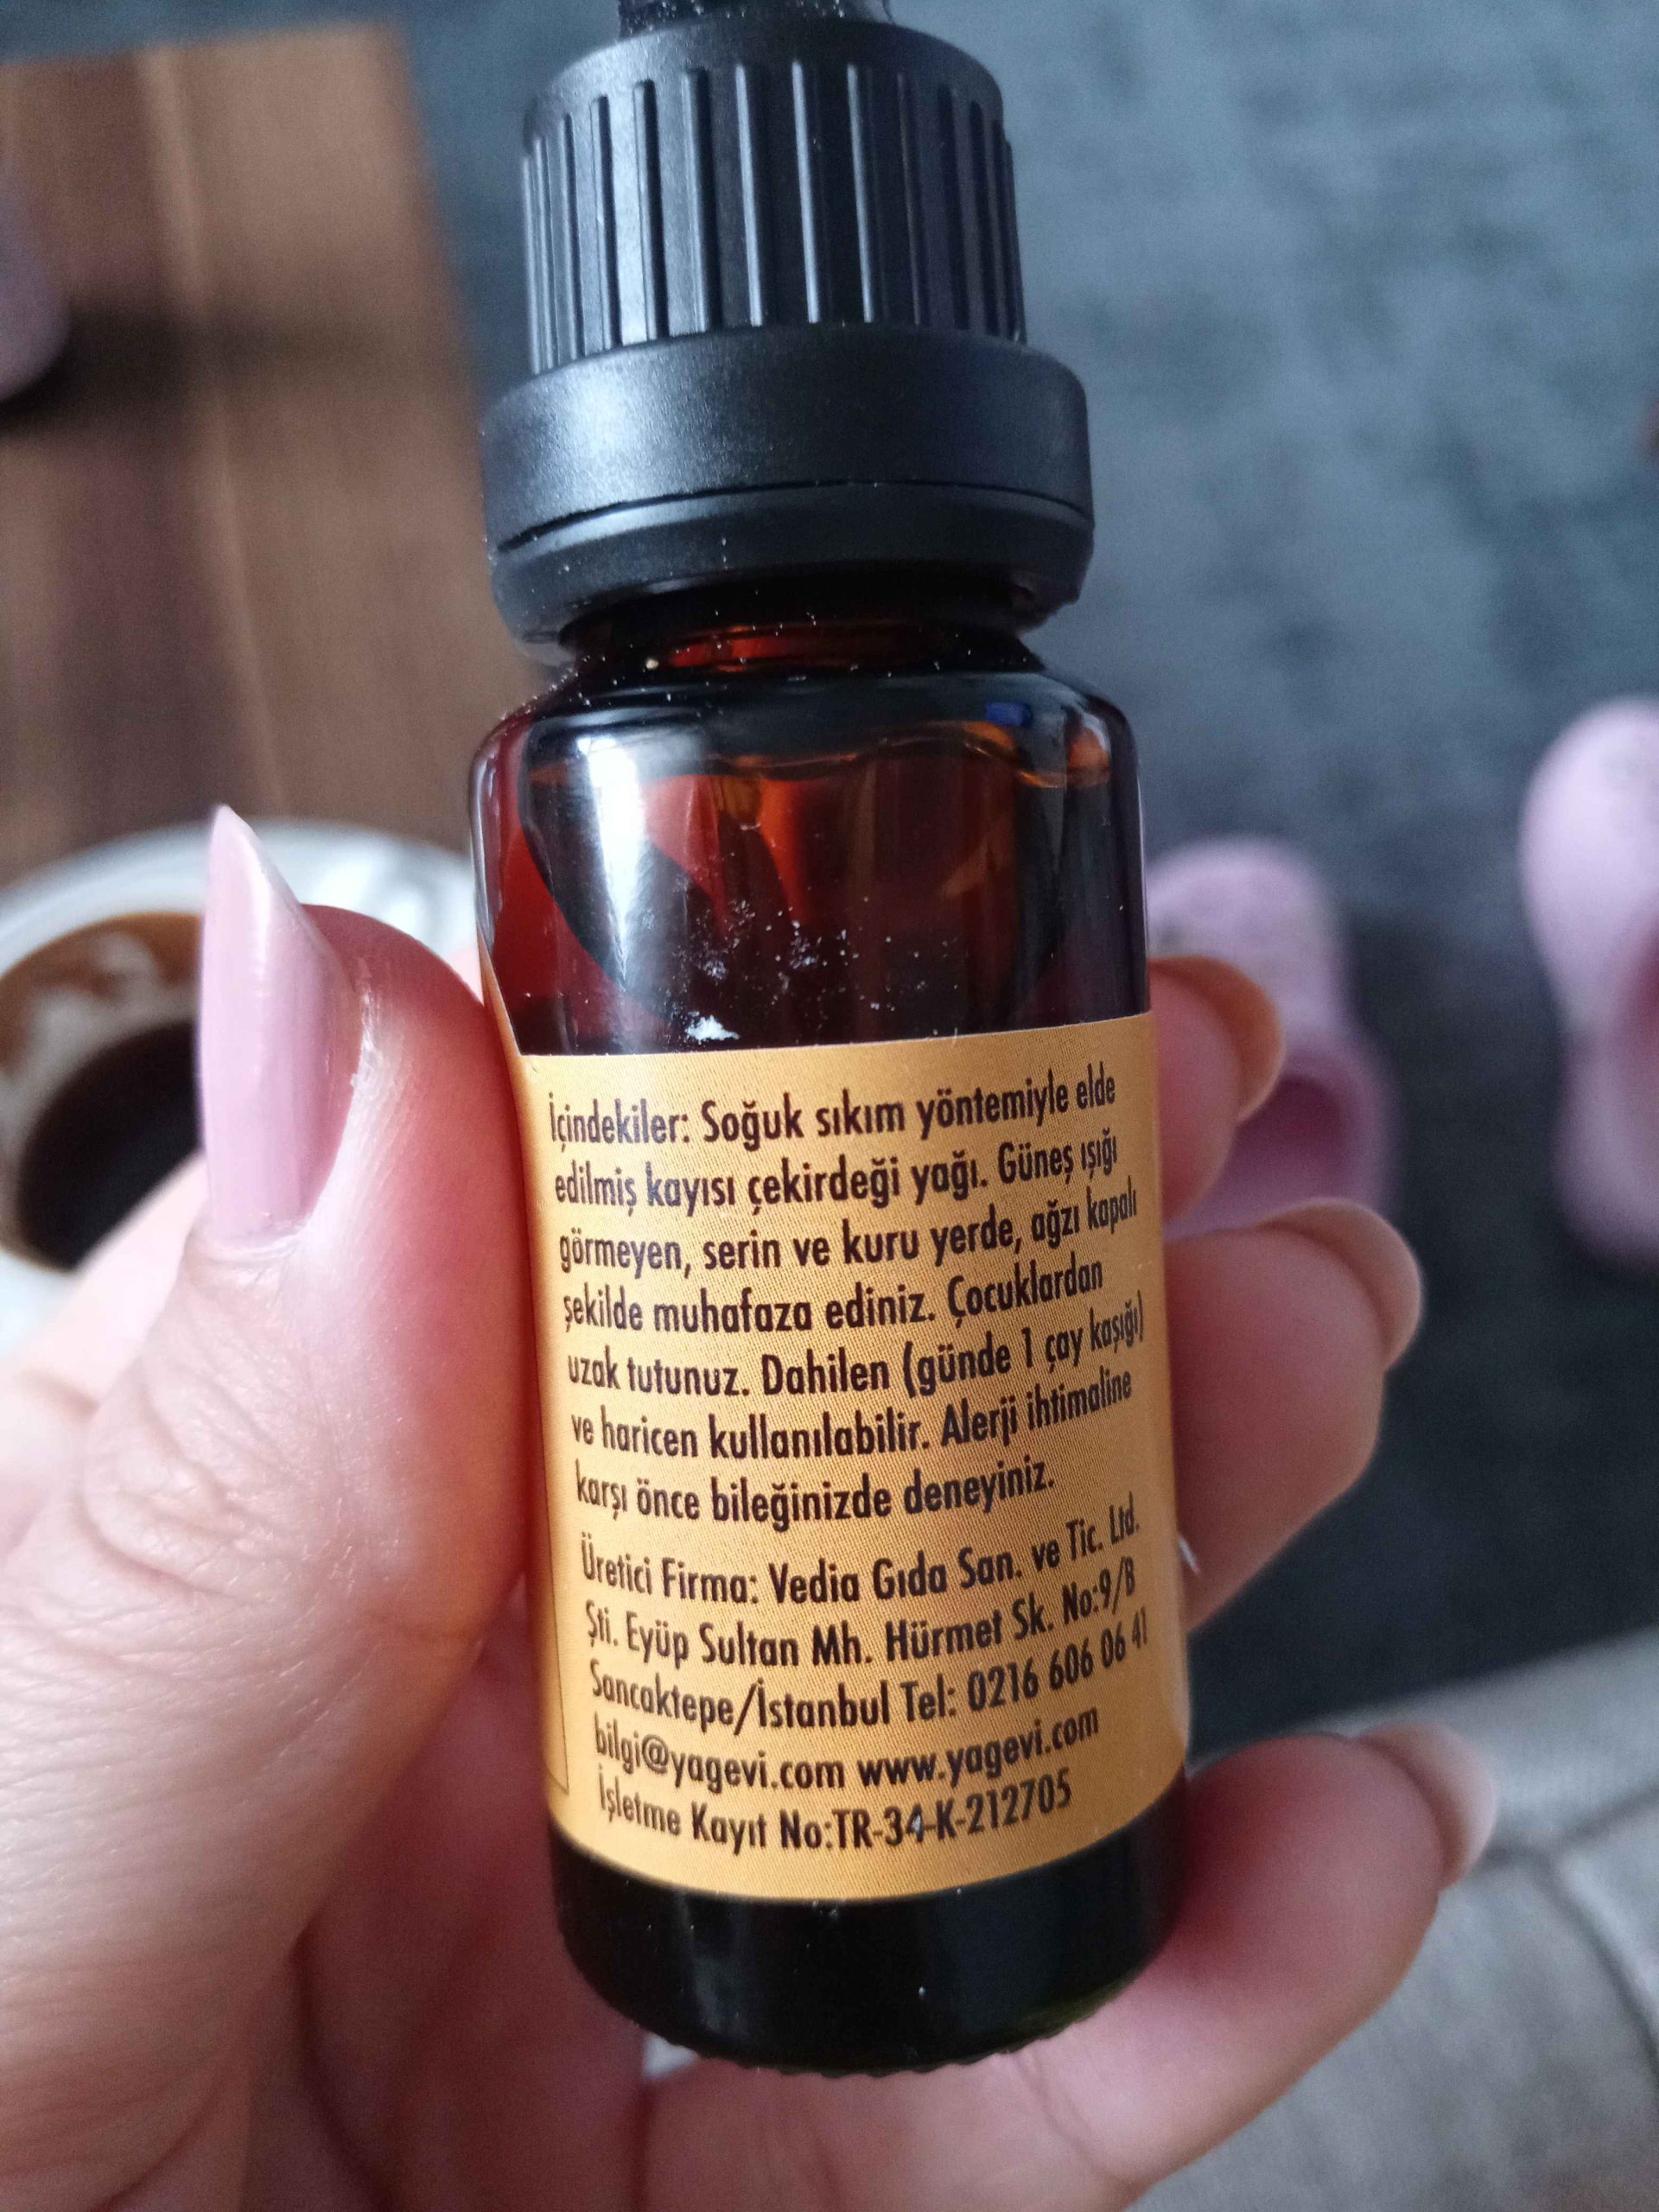 İçindekiler: Soğuk sıkım yöntemiyle elde
edilmiş kayısı çekirdeği yağı. Güneş ışığı
görmeyen, serin ve kuru yerde, ağzı kapalı
şekilde muhafaza ediniz. Çocuklardan
uzak tutunuz. Dahilen (günde 1 çay kaşığı)
ve haricen kullanılabilir. Alerji ihtimaline
karşı önce bileğinizde deneyiniz.
Üretici Firma: Vedia Gıda San. ve Tic. Ltd.
Şti. Eyüp Sultan Mh. Hürmet Sk. No:9/B
Sancaktepe/İstanbul Tel: 0216 606 06 41
bilgi@yagevi.com www.yagevi.com
İşletme Kayıt No:TR-34-K-212705